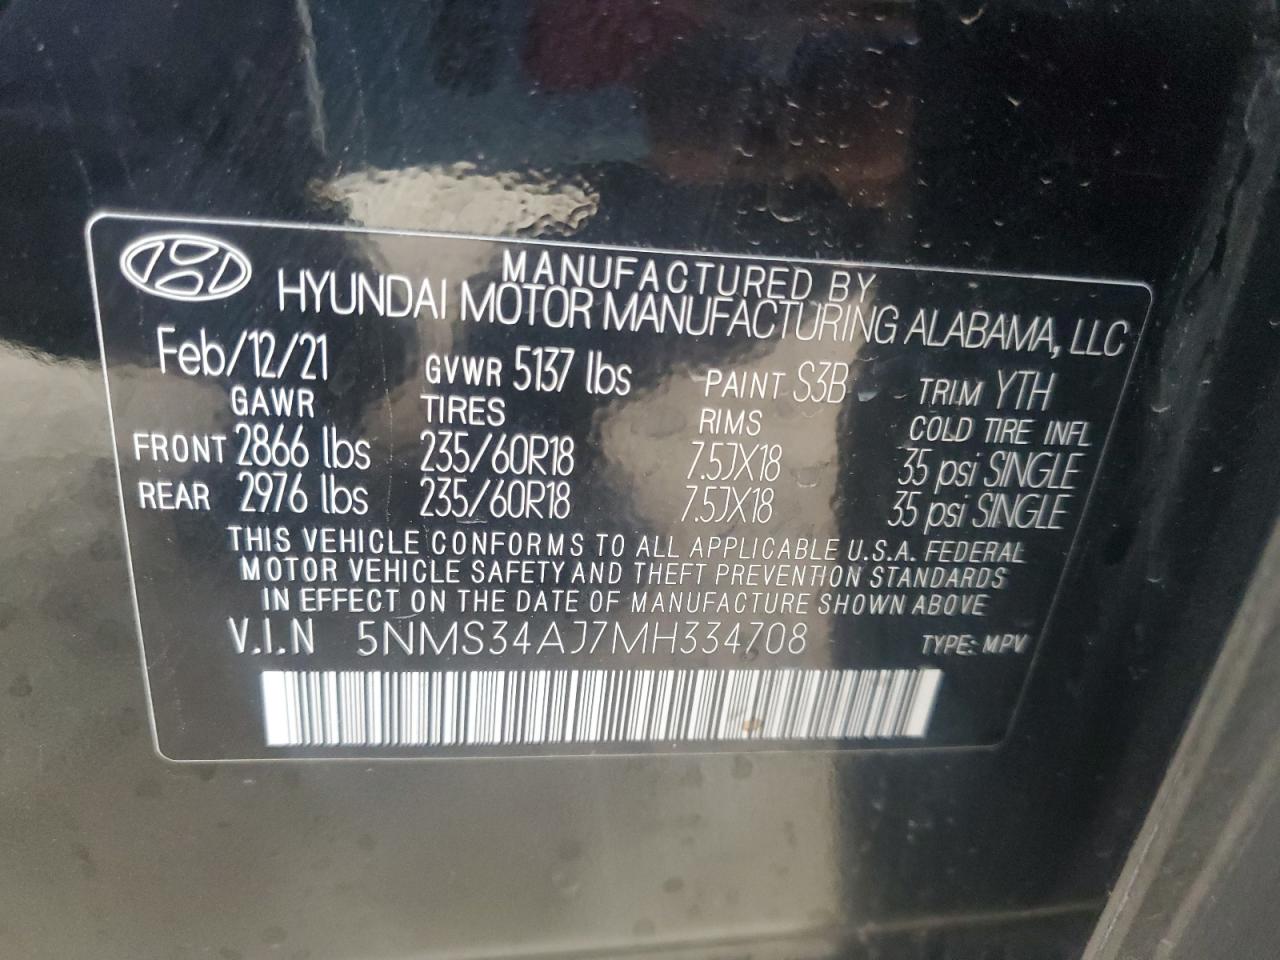 MANUFACTURED BY
HYUNDAI MOTOR MANUFACTURING ALABAMA, LLC
Feb/12/21 GVWR 5137 lbs PAINT S3B TRIM YTH
GAWR TIRES RIMS COLD TIRE INFL
FRONT 2866 lbs 235/60R18 7.5JX18 35 psi SINGLE
REAR 2976 lbs 235/60R18 7.5JX18 35 psi SINGLE
THIS VEHICLE CONFORMS TO ALL APPLICABLE U.S.A. FEDERAL
MOTOR VEHICLE SAFETY AND THEFT PREVENTION STANDARDS
IN EFFECT ON THE DATE OF MANUFACTURE SHOWN ABOVE
V.I.N 5NMS34AJ7MH334708 TYPE: MPV